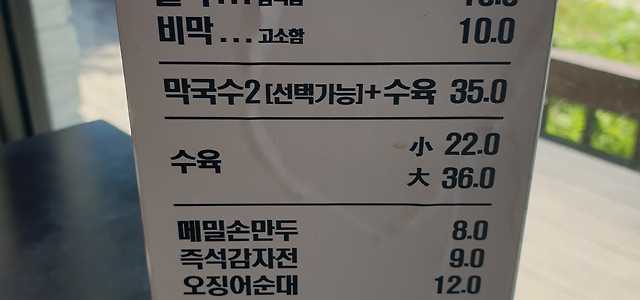 비막...고소함 10.0
막국수2[선택가능]+수육 35.0
수육 小 22.0
大 36.0
메밀손만두 8.0
즉석감자전 9.0
오징어순대 12.0